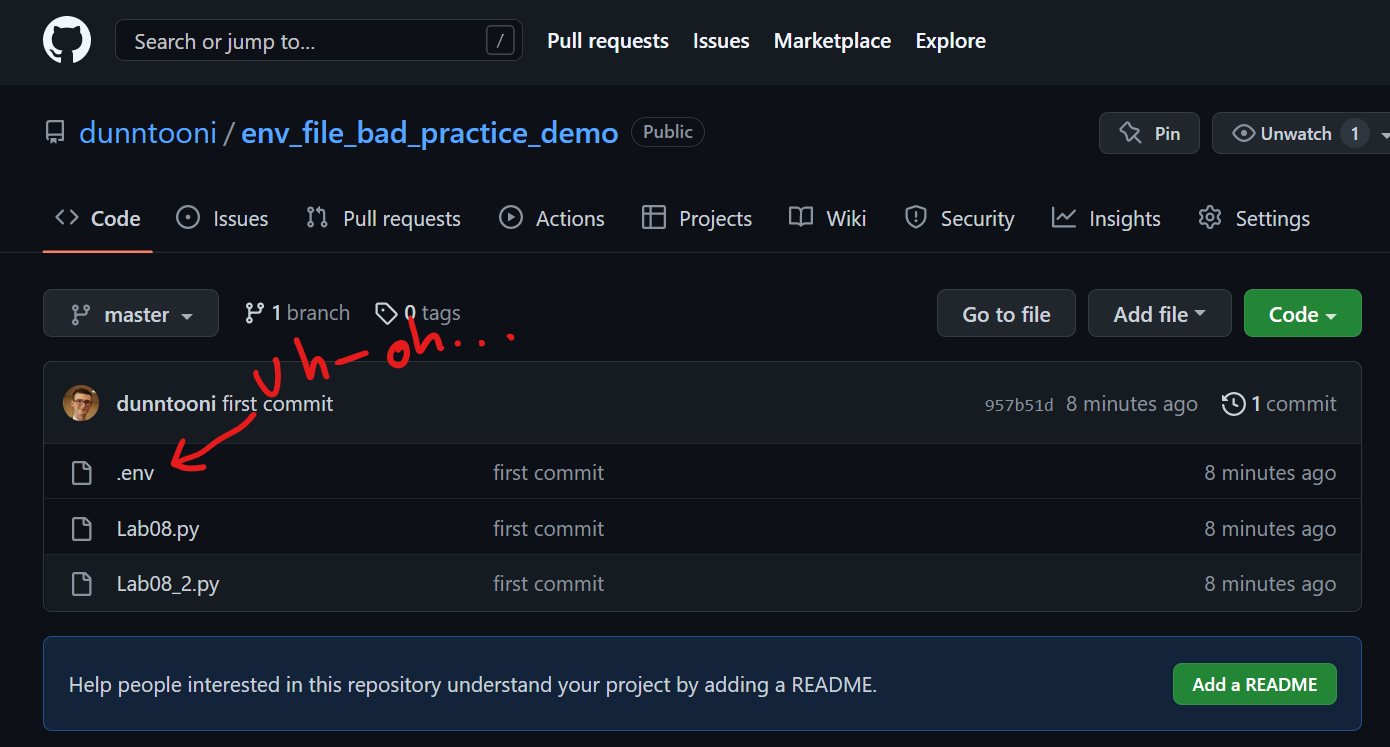 Search or jump to... / Pull requests Issues Marketplace Explore
dunntooni / env_file_bad_practice_demo Public Pin Unwatch 1
Code Issues Pull requests Actions Projects Wiki Security Insights Settings
master 1 branch 0 tags Go to file Add file Code
uh-oh...
dunntooni first commit 957b51d 8 minutes ago 1 commit
.env first commit 8 minutes ago
Lab08.py first commit 8 minutes ago
Lab08_2.py first commit 8 minutes ago
Help people interested in this repository understand your project by adding a README. Add a README